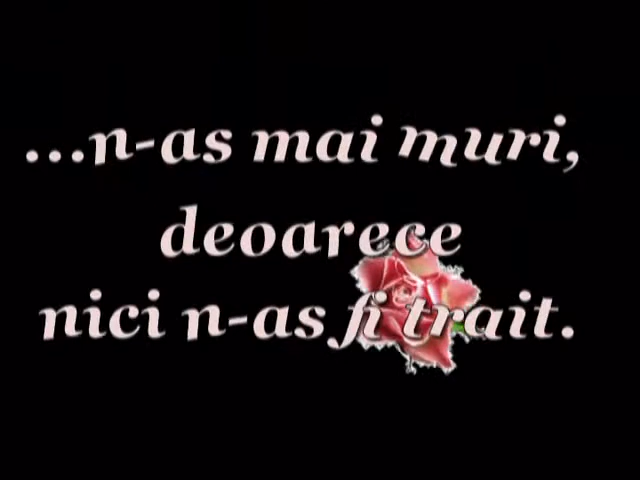 ...n-as mai muri,
deoarece
nici n-as fi trait.